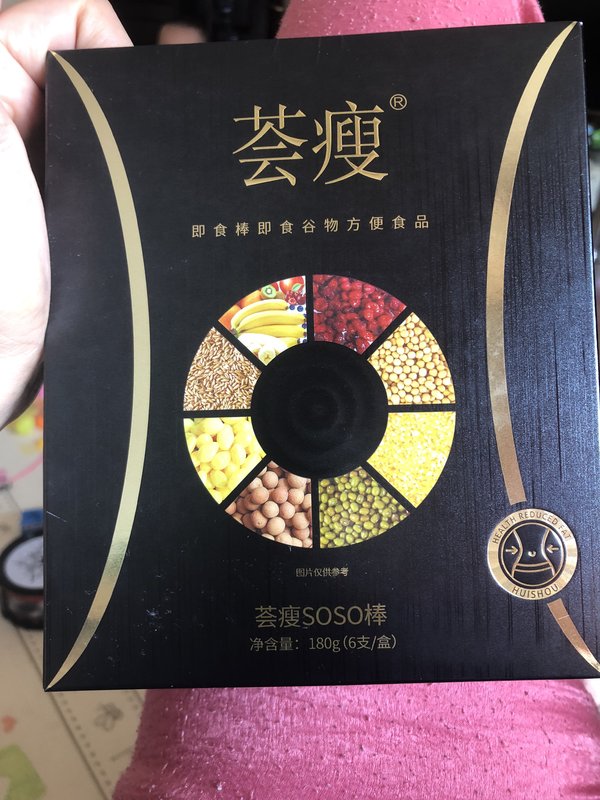 荟瘦®
即食棒即食谷物方便食品
HEALTH REDUCED FAT
HUISHOU
图片仅供参考
荟瘦SOSO棒
净含量：180g（6支/盒）